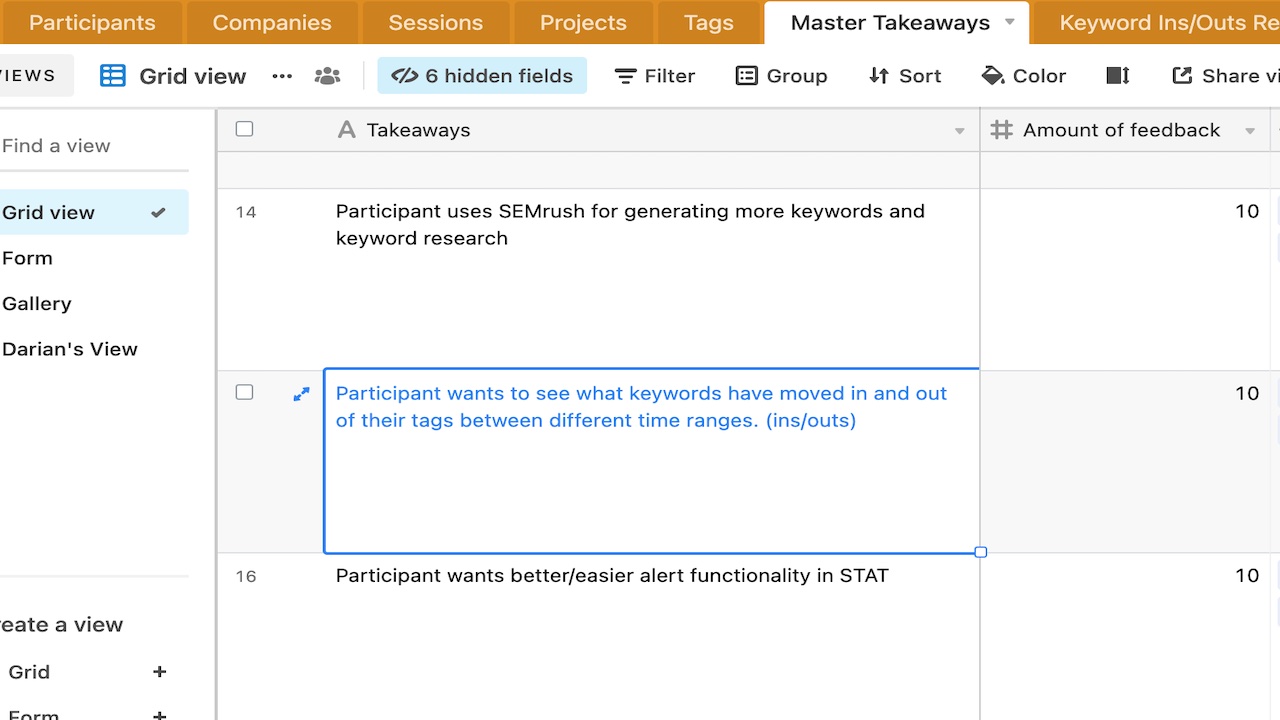 Participants Companies Sessions Projects Tags Master Takeaways Keyword Ins/Outs Re
VIEWS Grid view 6 hidden fields Filter Group Sort Color Share vi
Find a view
Takeaways Amount of feedback
Grid view
Form
Gallery
Darian's View
14 Participant uses SEMrush for generating more keywords and 10
keyword research
Participant wants to see what keywords have moved in and out 10
of their tags between different time ranges. (ins/outs)
16 Participant wants better/easier alert functionality in STAT 10
reate a view
Grid +
Form +